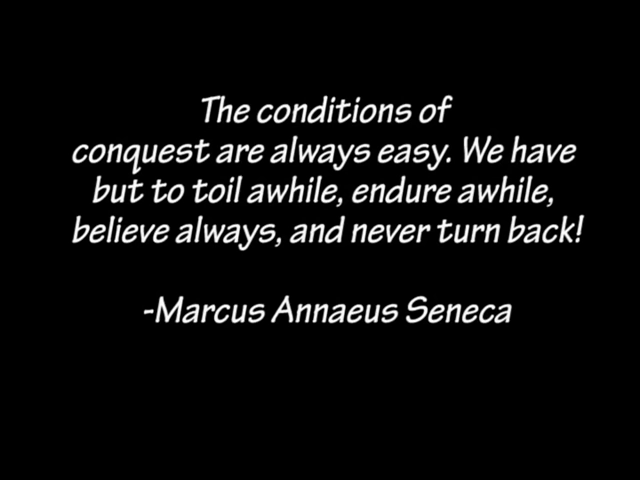 The conditions of
conquest are always easy. We have
but to toil awhile, endure awhile,
believe always, and never turn back!
-Marcus Annaeus Seneca